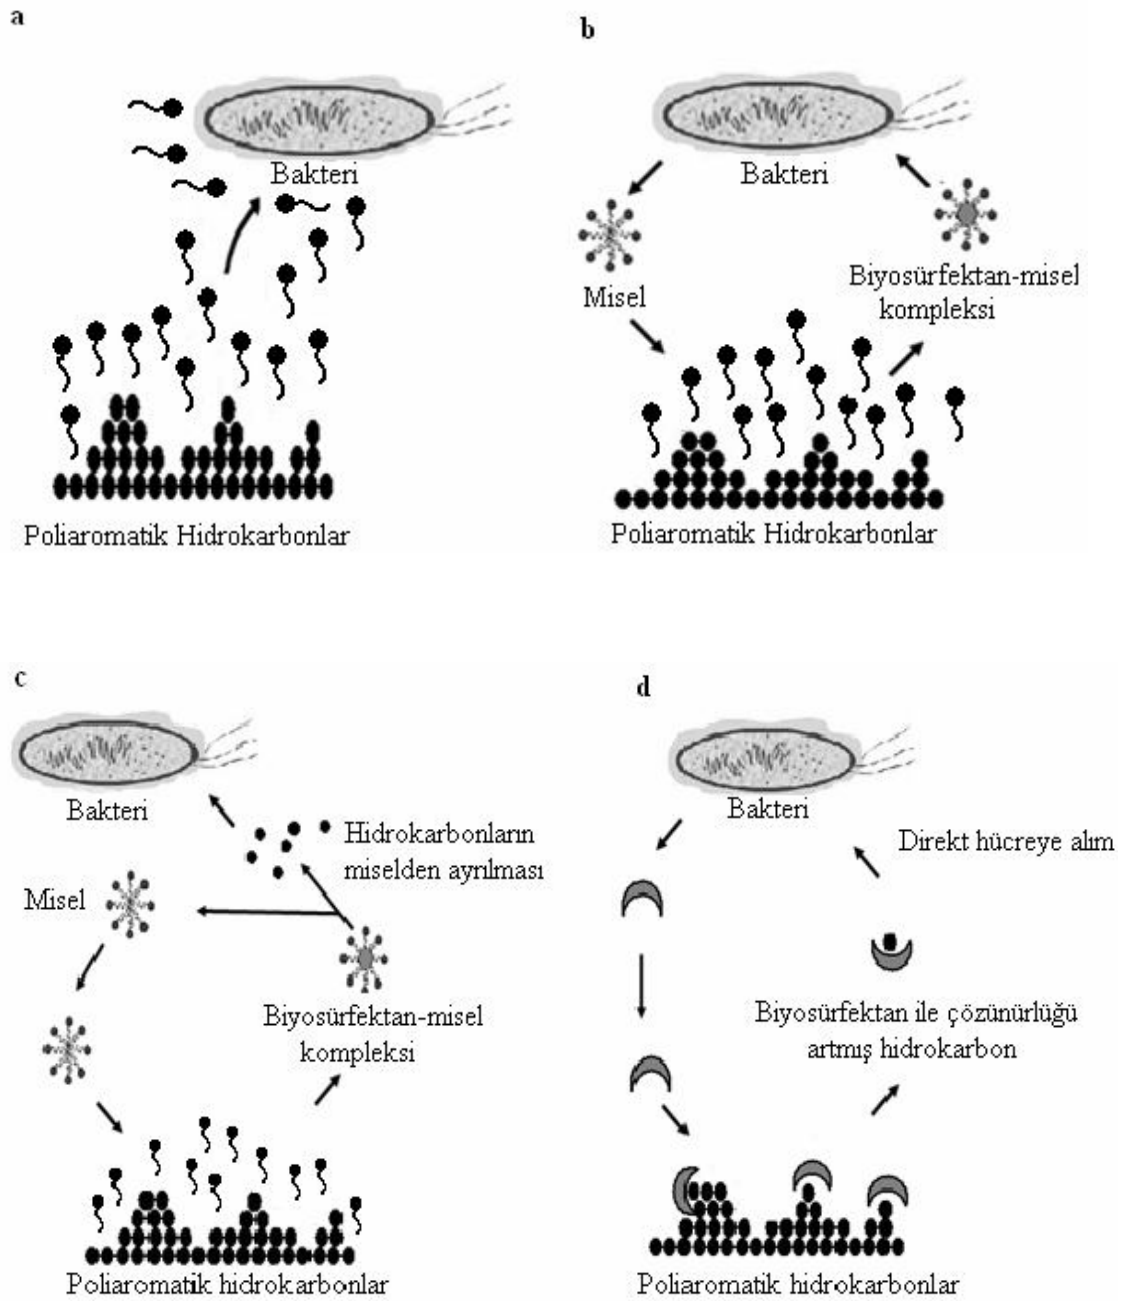 a
Bakteri
Poliaromatik Hidrokarbonlar
b
Bakteri
Misel
Biyosürfektan-misel
kompleksi
Poliaromatik Hidrokarbonlar
c
Bakteri
Hidrokarbonların
miselden ayrılması
Misel
Biyosürfektan-misel
kompleksi
Poliaromatik hidrokarbonlar
d
Bakteri
Direkt hücreye alım
Biyosürfektan ile çözünürlüğü
artmış hidrokarbon
Poliaromatik hidrokarbonlar